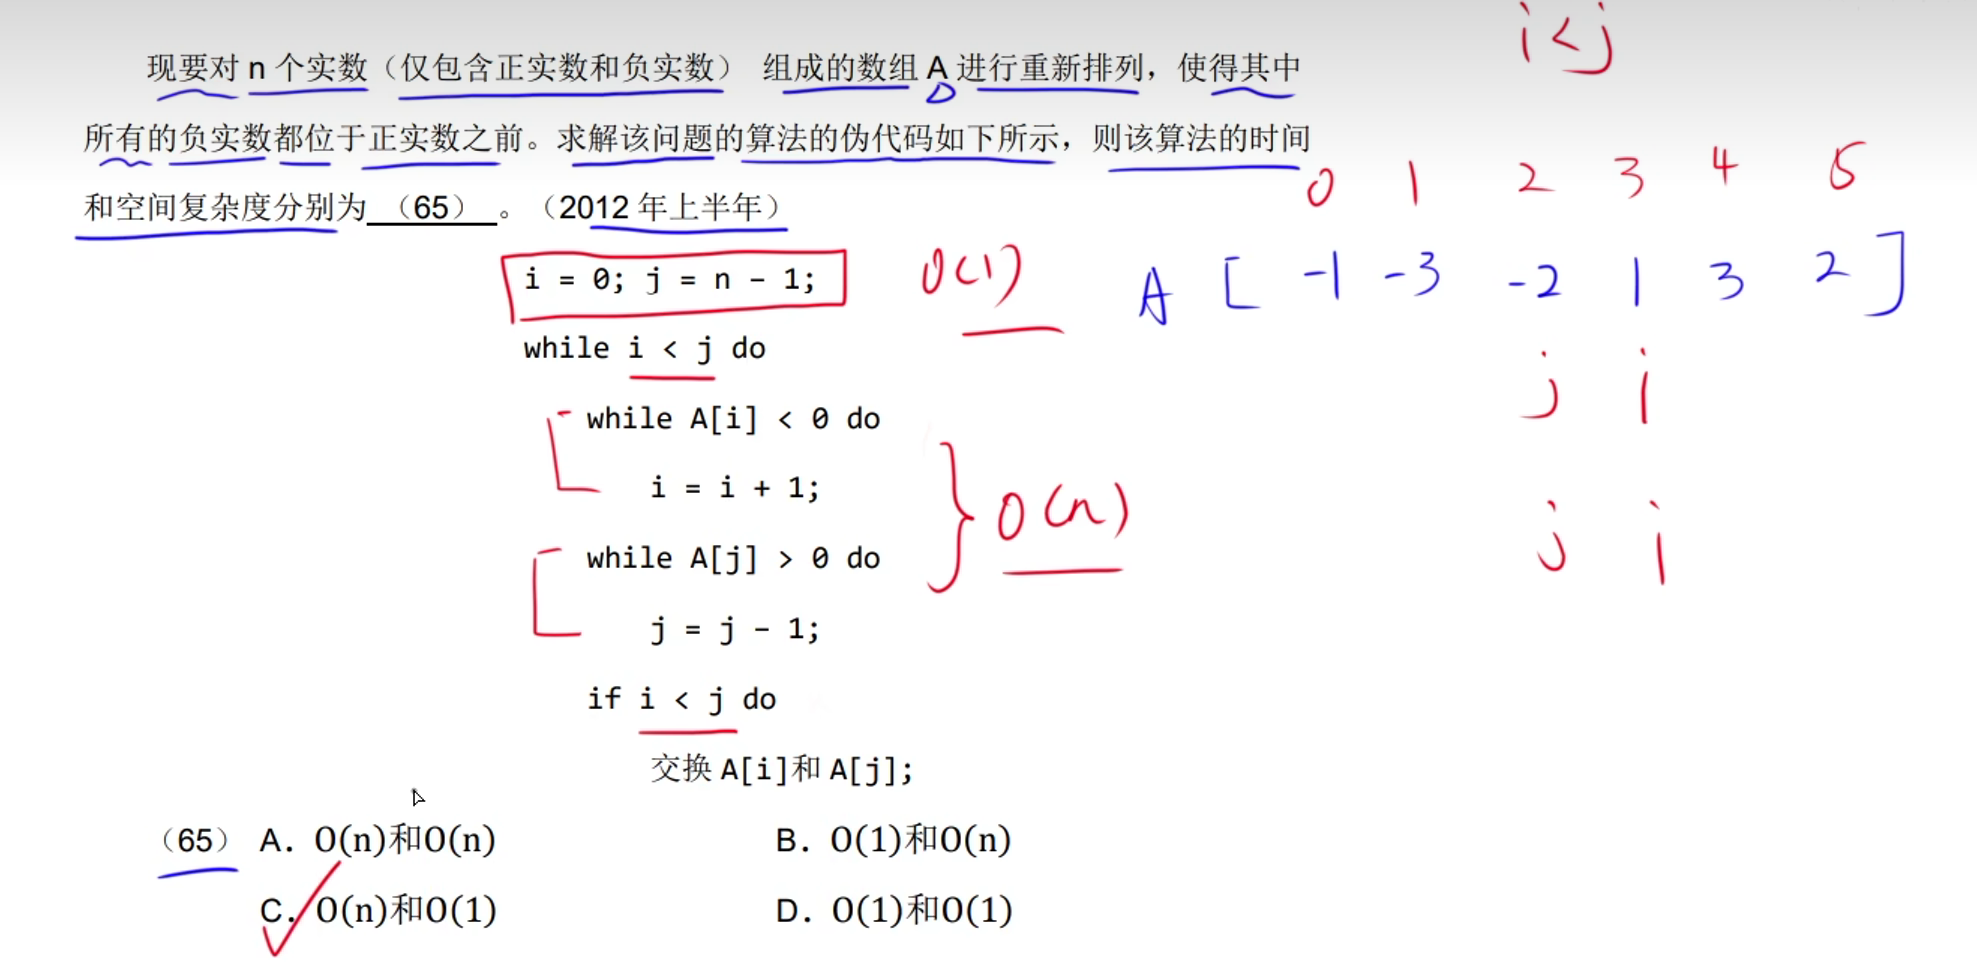 i<j
现要对 n 个实数（仅包含正实数和负实数） 组成的数组 A 进行重新排列，使得其中
所有的负实数都位于正实数之前。求解该问题的算法的伪代码如下所示，则该算法的时间
0 1 2 3 4 5
和空间复杂度分别为 （65） 。（2012 年上半年）
i = 0; j = n - 1; O(1)
A [ -1 -3 -2 1 3 2 ]
while i < j do
j i
while A[i] < 0 do
i = i + 1;
O(n)
j i
while A[j] > 0 do
j = j - 1;
if i < j do
交换 A[i]和 A[j];
（65） A. O(n)和O(n) B. O(1)和O(n)
C. O(n)和O(1) D. O(1)和O(1)